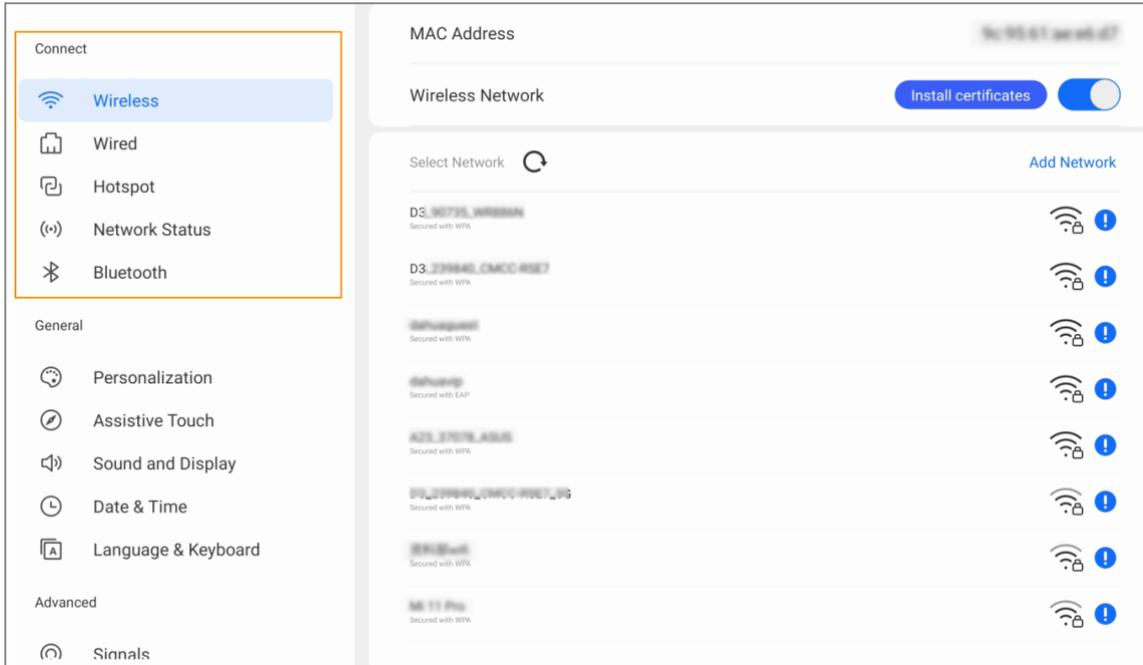 Connect
Wireless
Wired
Hotspot
Network Status
Bluetooth
General
Personalization
Assistive Touch
Sound and Display
Date & Time
Language & Keyboard
Advanced
Signals
MAC Address
Wireless Network
Install certificates
Select Network
Add Network
D3
Secured with WPA
D3
Secured with WPA
Secured with WPA
Secured with EAP
Secured with WPA
Secured with WPA
Secured with WPA
Secured with WPA